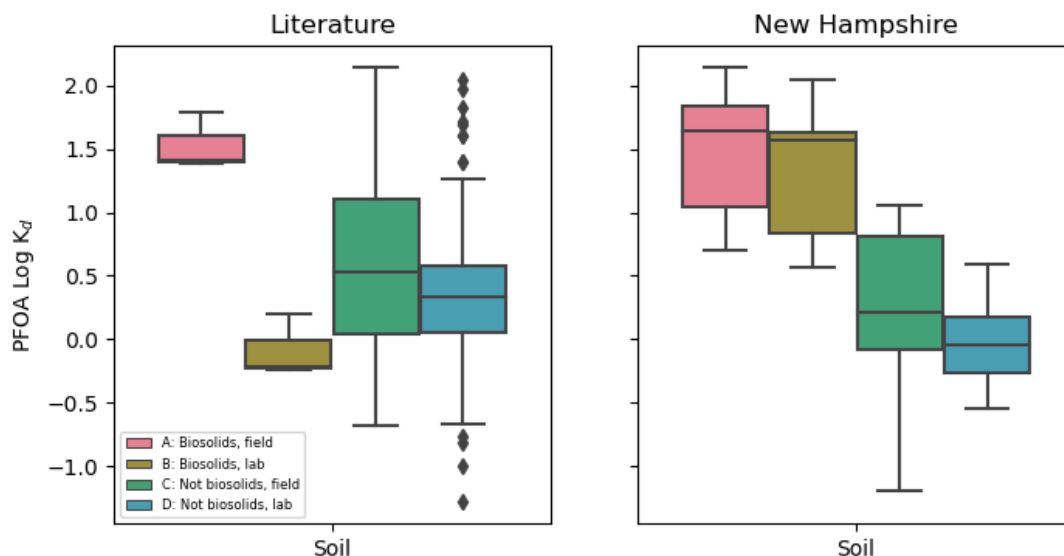 Literature
New Hampshire
PFOA Log K_d
2.0
1.5
1.0
0.5
0.0
−0.5
−1.0
A: Biosolids, field
B: Biosolids, lab
C: Not biosolids, field
D: Not biosolids, lab
Soil
Soil